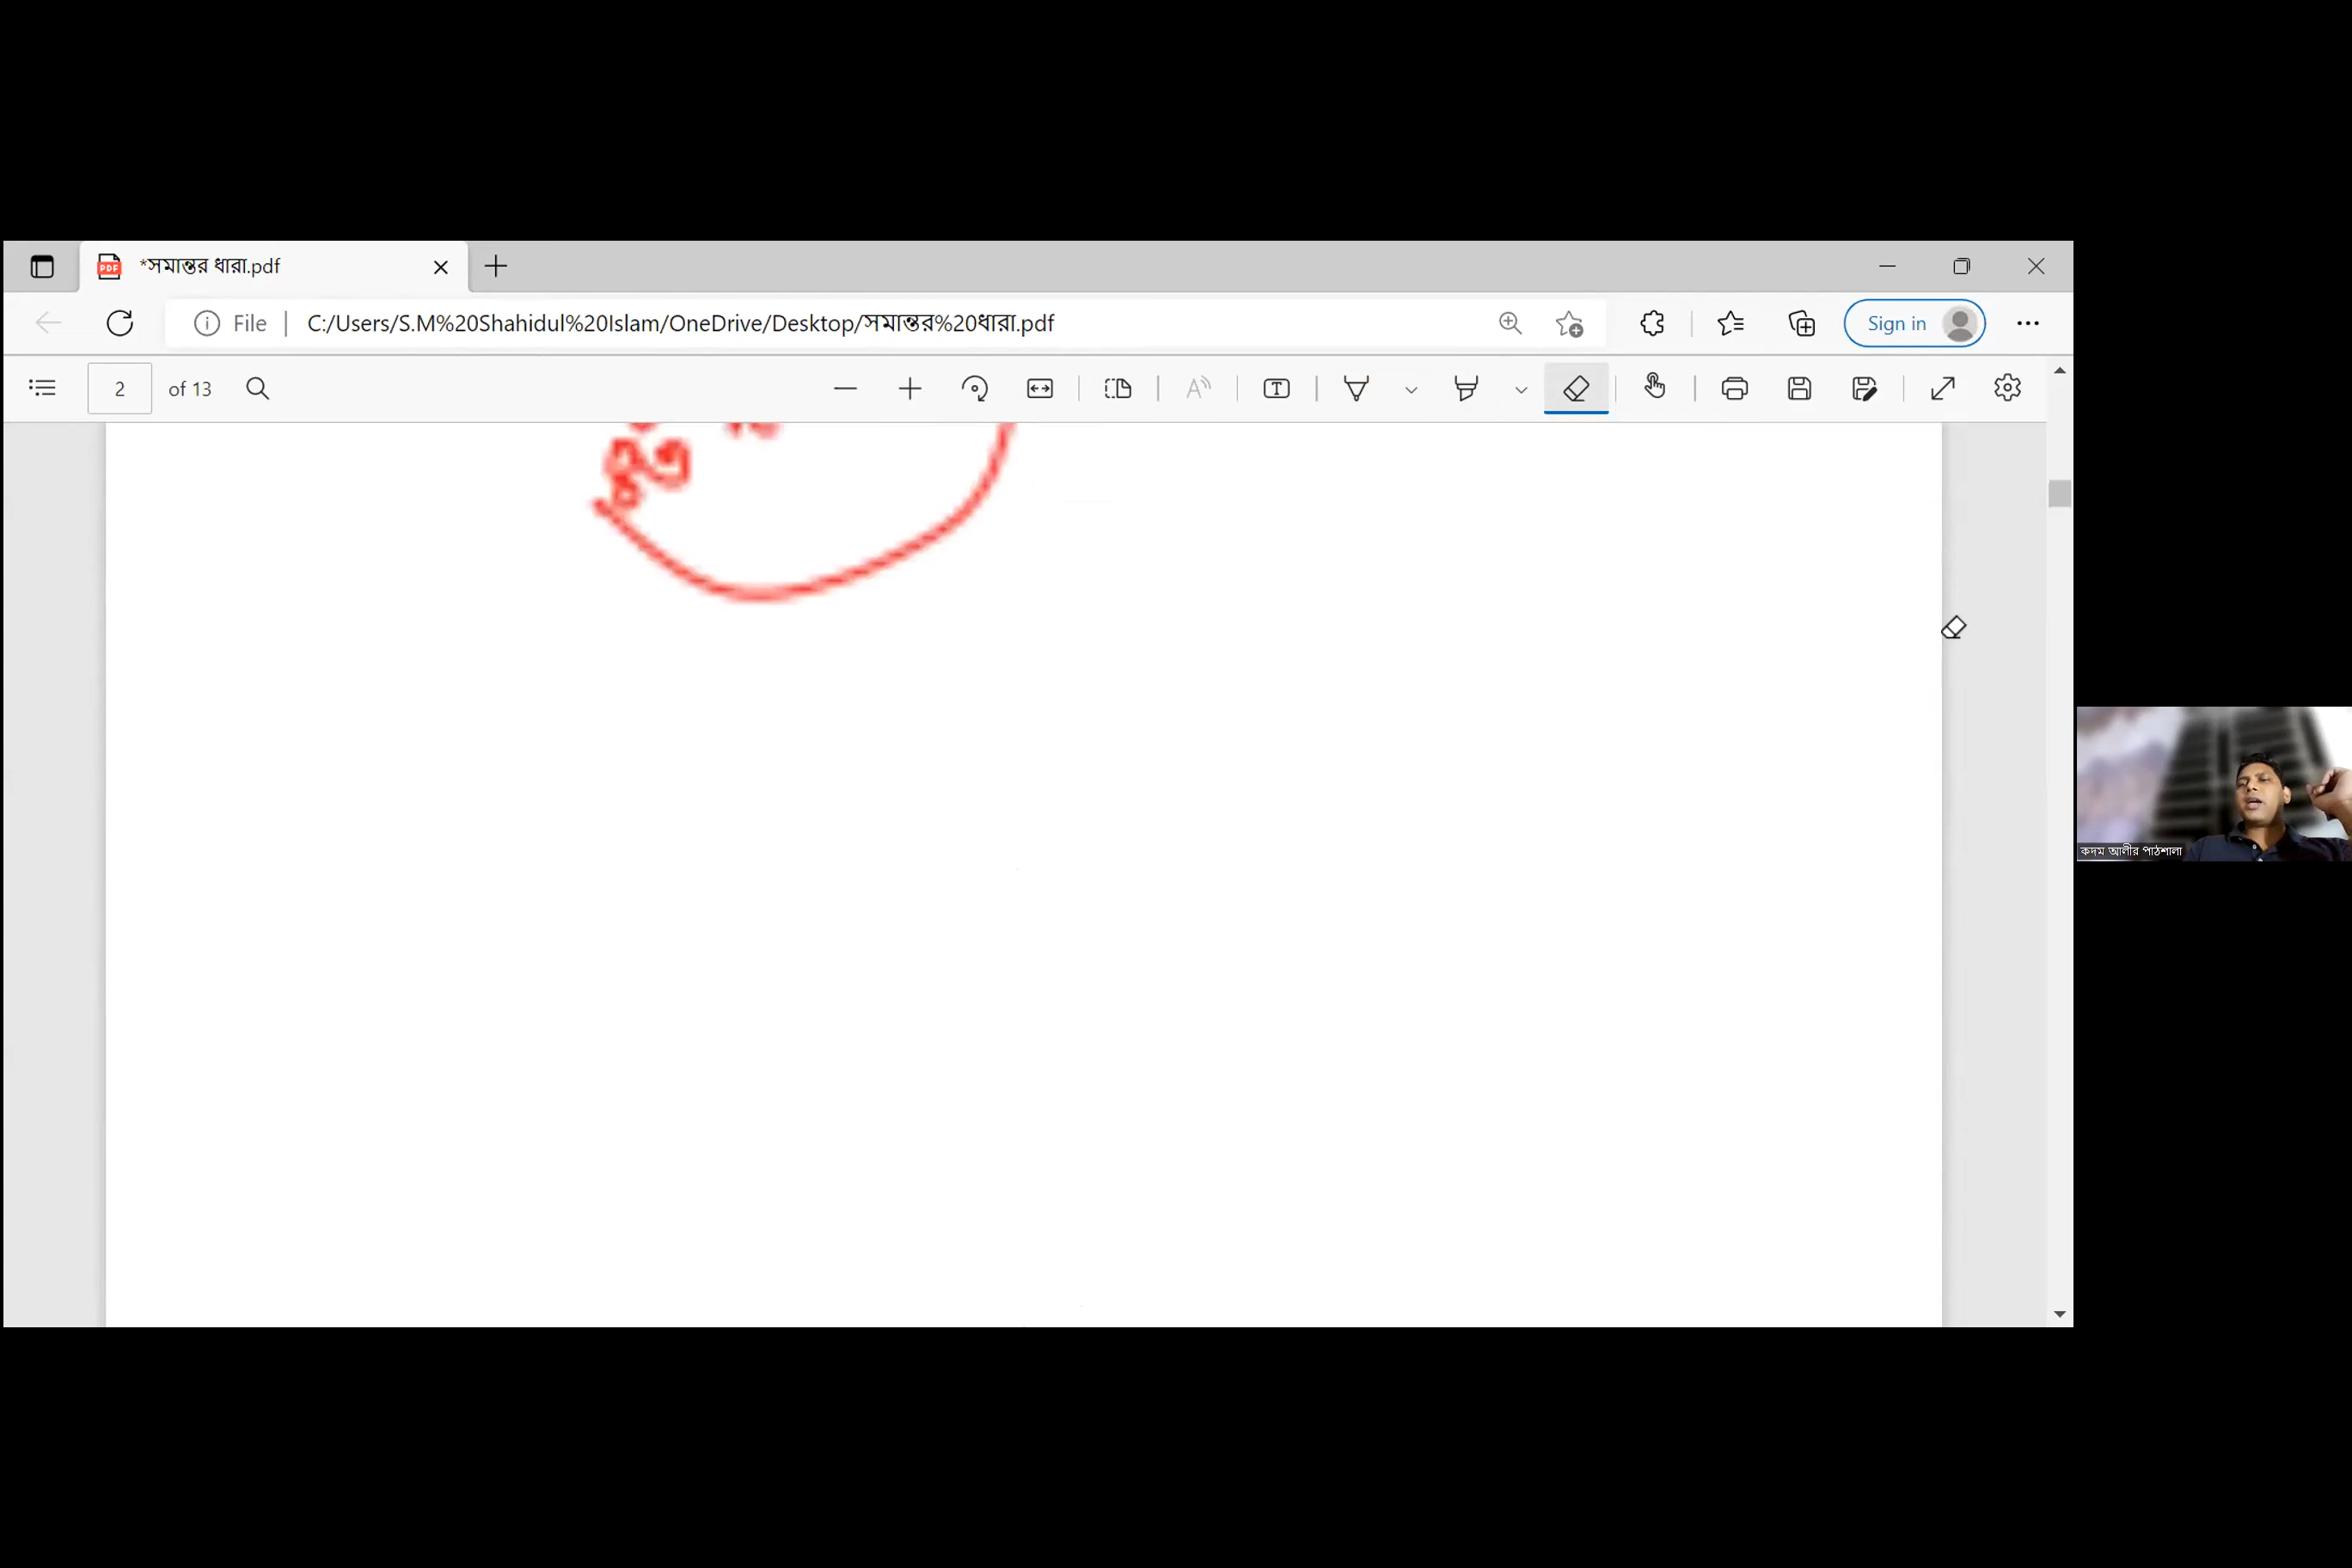 *সমান্তর ধারা.pdf
File C:/Users/S.M%20Shahidul%20Islam/OneDrive/Desktop/সমান্তর%20ধারা.pdf
Sign in
2 of 13
কদম আলীর পাঠশালা